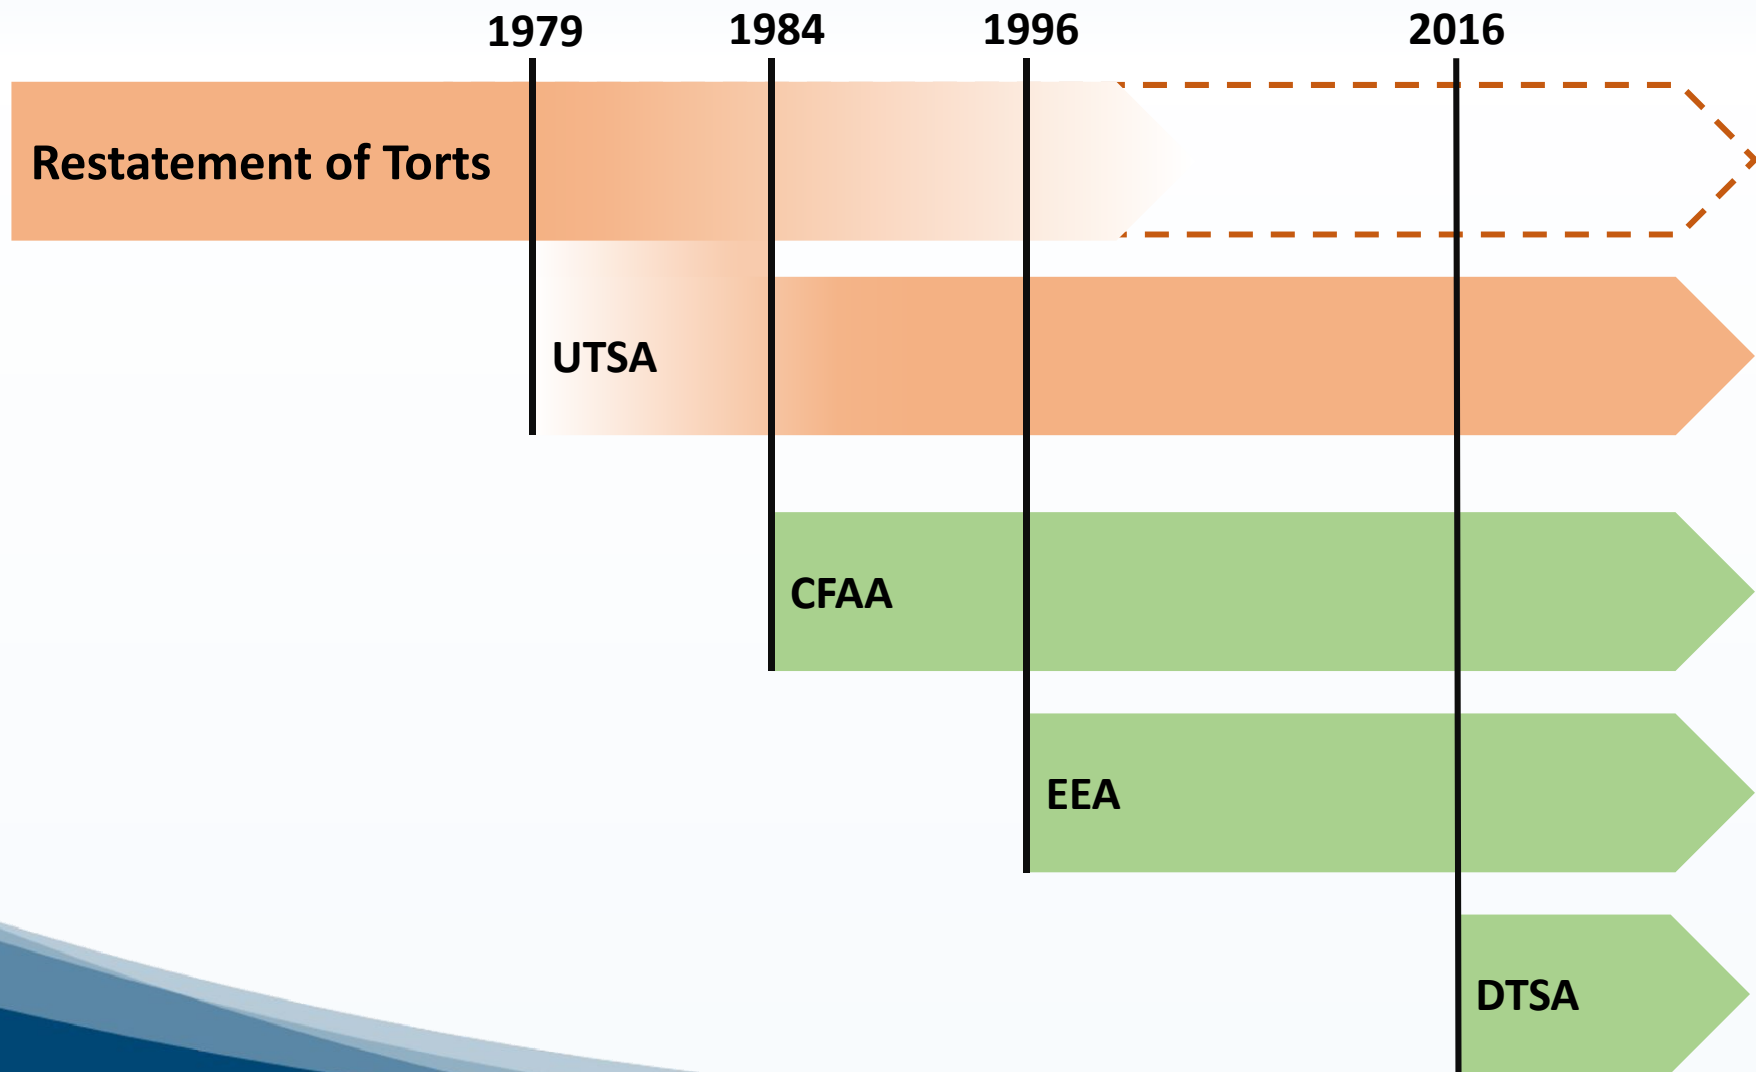 1979
1984
1996
2016
Restatement of Torts
UTSA
CFAA
EEA
DTSA